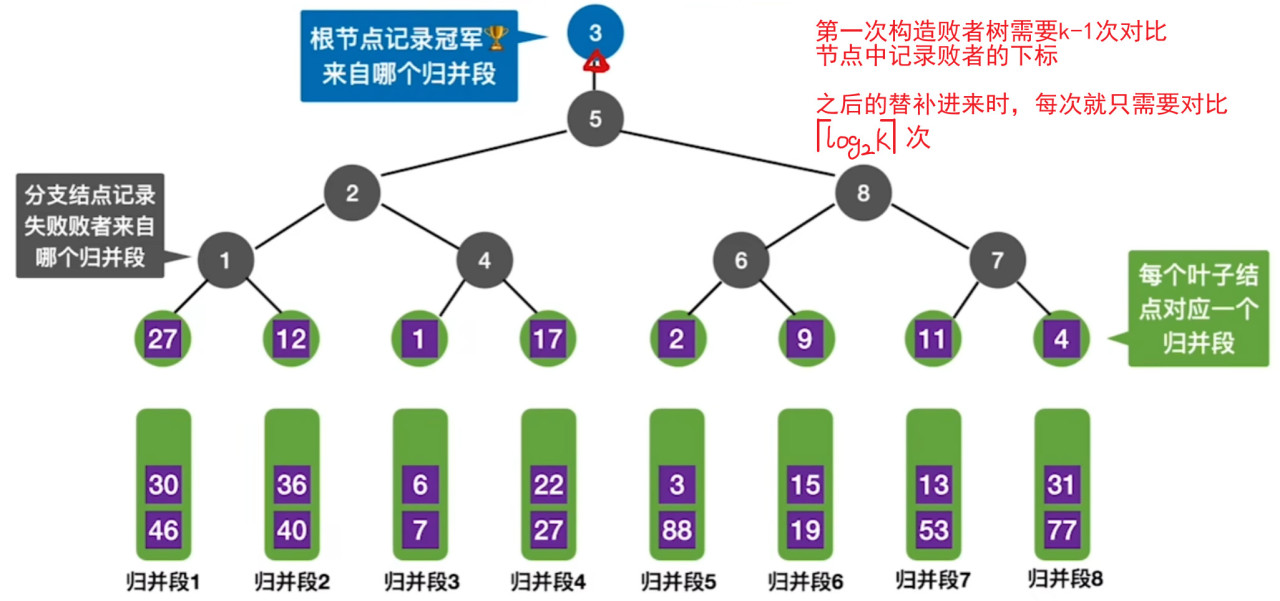 根节点记录冠军🏆
来自哪个归并段
3
第一次构造败者树需要k-1次对比
节点中记录败者的下标
之后的替补进来时，每次就只需要对比
⌈log₂k⌉ 次
5
分支结点记录
失败败者来自
哪个归并段
2
8
1
4
6
7
每个叶子结
点对应一个
归并段
27 12 1 17 2 9 11 4
30 36 6 22 3 15 13 31
46 40 7 27 88 19 53 77
归并段1 归并段2 归并段3 归并段4 归并段5 归并段6 归并段7 归并段8